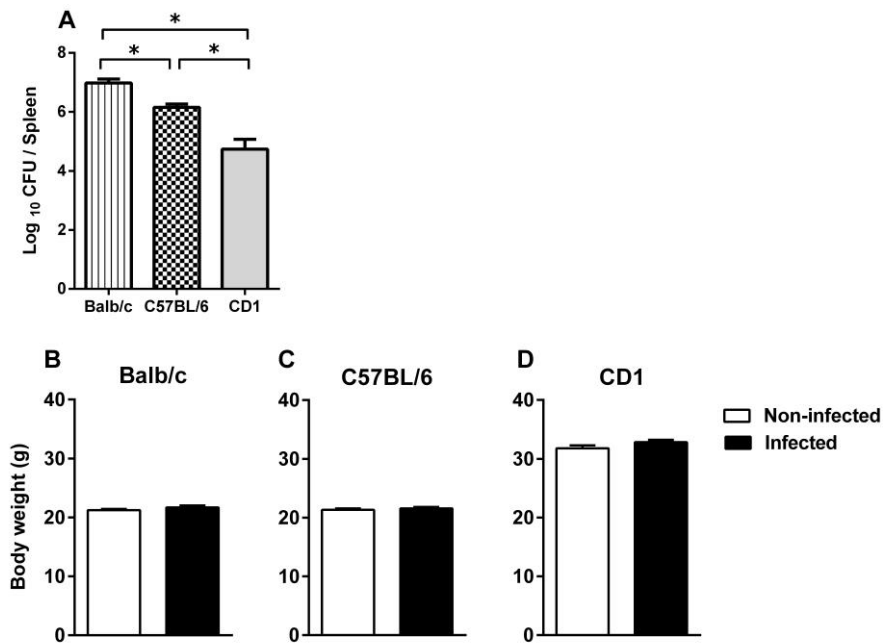 A
*
* *
8
6
4
2
0
Log 10 CFU / Spleen
Balb/c C57BL/6 CD1
B C D
Balb/c C57BL/6 CD1
40 40 40
30 30 30
20 20 20
10 10 10
0 0 0
Body weight (g)
Non-infected
Infected